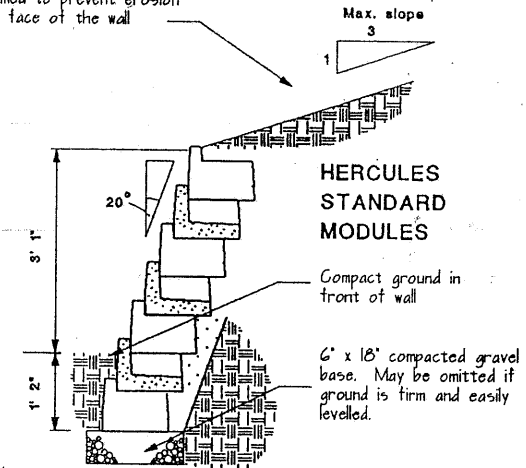 to prevent erosion
face of the wall
Max. slope
3
1
20°
HERCULES
STANDARD
MODULES
3' 1"
Compact ground in
front of wall
6" x 18" compacted gravel
base. May be omitted if
ground is firm and easily
levelled.
1' 2"